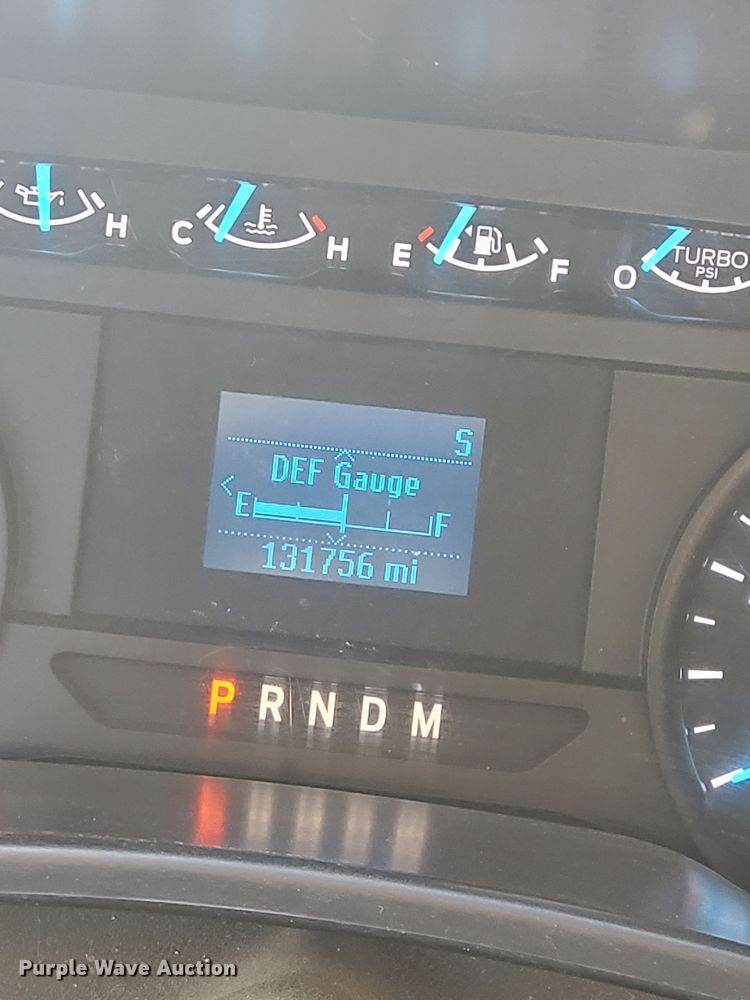 H C H E F O TURBO
PSI
S
DEF Gauge
E F
131756 mi
P R N D M
Purple Wave Auction